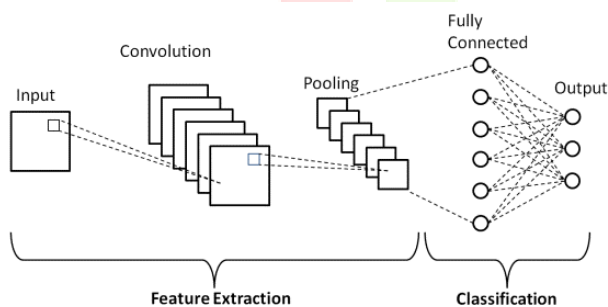 Input
Convolution
Pooling
Fully
Connected
Output
Feature Extraction
Classification